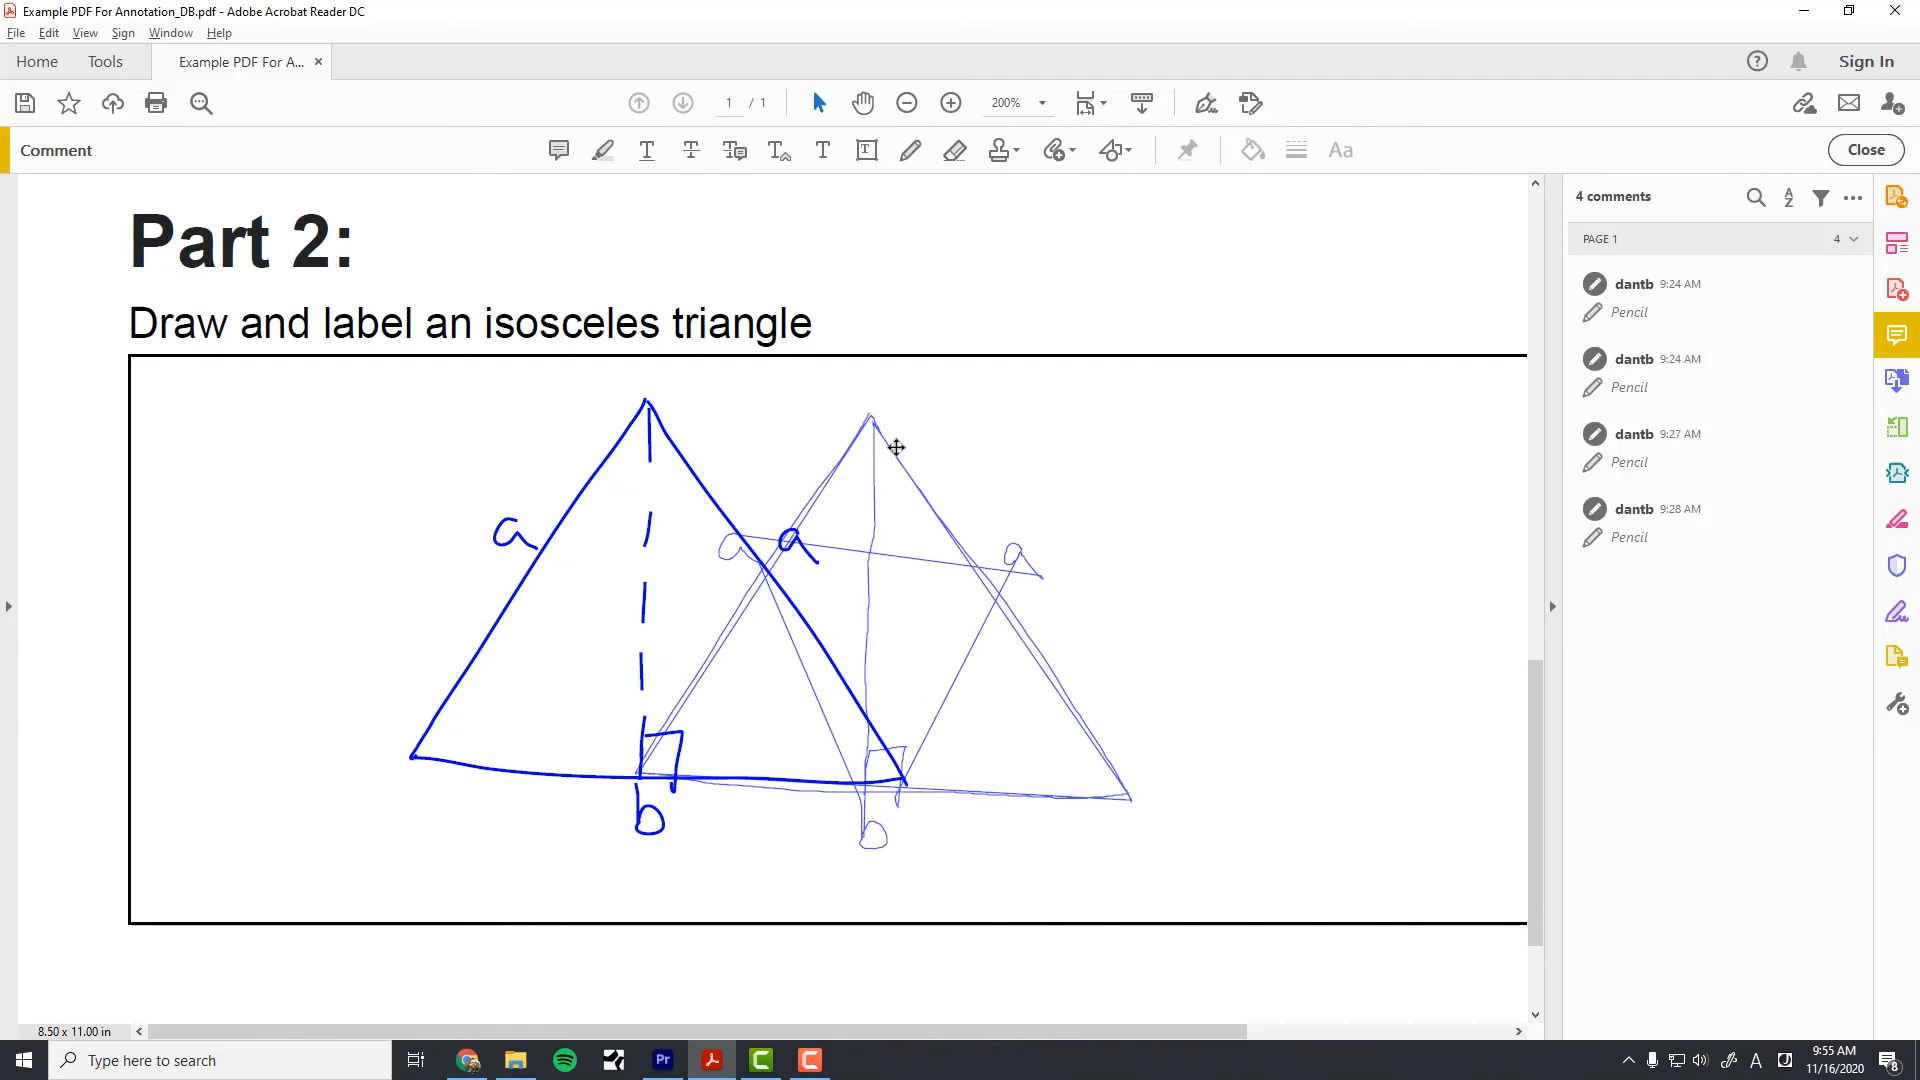 Example PDF For Annotation_DB.pdf - Adobe Acrobat Reader DC
File Edit View Sign Window Help
Home Tools Example PDF For A... Sign In
1 / 1 200%
Comment Close
4 comments
PAGE 1 4
dantb 9:24 AM
Pencil
dantb 9:24 AM
Pencil
dantb 9:27 AM
Pencil
dantb 9:28 AM
Pencil
Part 2:
Draw and label an isosceles triangle
a a a a
b b
8.50 x 11.00 in
Type here to search
Pr
9:55 AM
11/16/2020
8